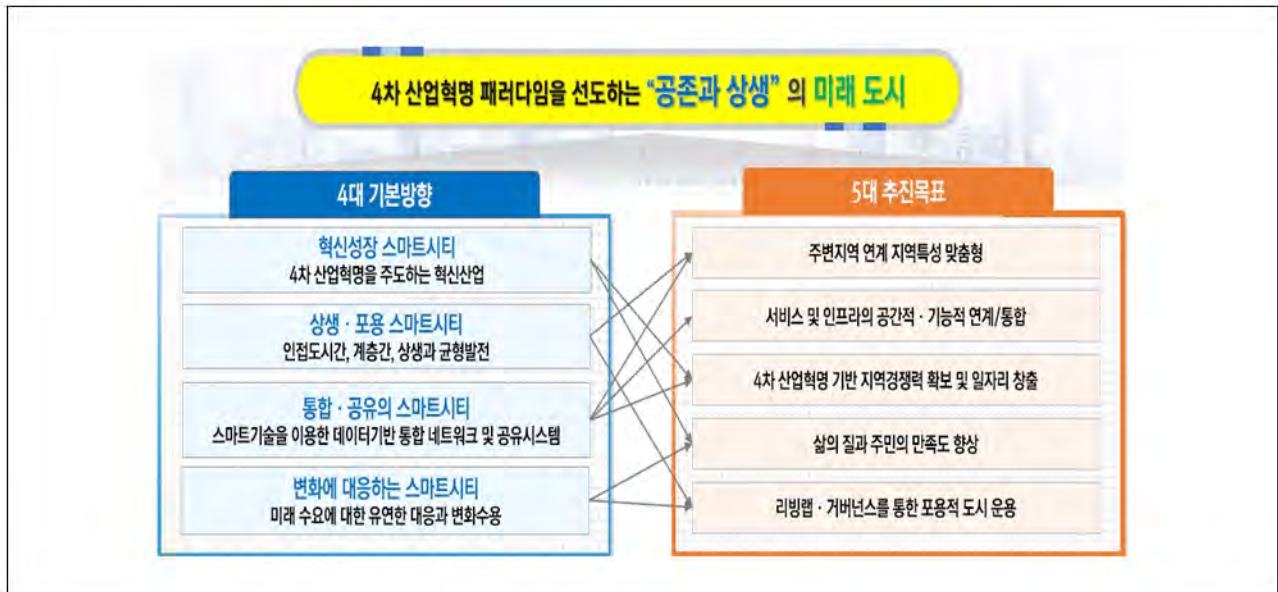 4차 산업혁명 패러다임을 선도하는 “공존과 상생” 의 미래 도시
4대 기본방향
혁신성장 스마트시티
4차 산업혁명을 주도하는 혁신산업
상생 · 포용 스마트시티
인접도시간, 계층간, 상생과 균형발전
통합 · 공유의 스마트시티
스마트기술을 이용한 데이터기반 통합 네트워크 및 공유시스템
변화에 대응하는 스마트시티
미래 수요에 대한 유연한 대응과 변화수용
5대 추진목표
주변지역 연계 지역특성 맞춤형
서비스 및 인프라의 공간적 · 기능적 연계/통합
4차 산업혁명 기반 지역경쟁력 확보 및 일자리 창출
삶의 질과 주민의 만족도 향상
리빙랩 · 거버넌스를 통한 포용적 도시 운용